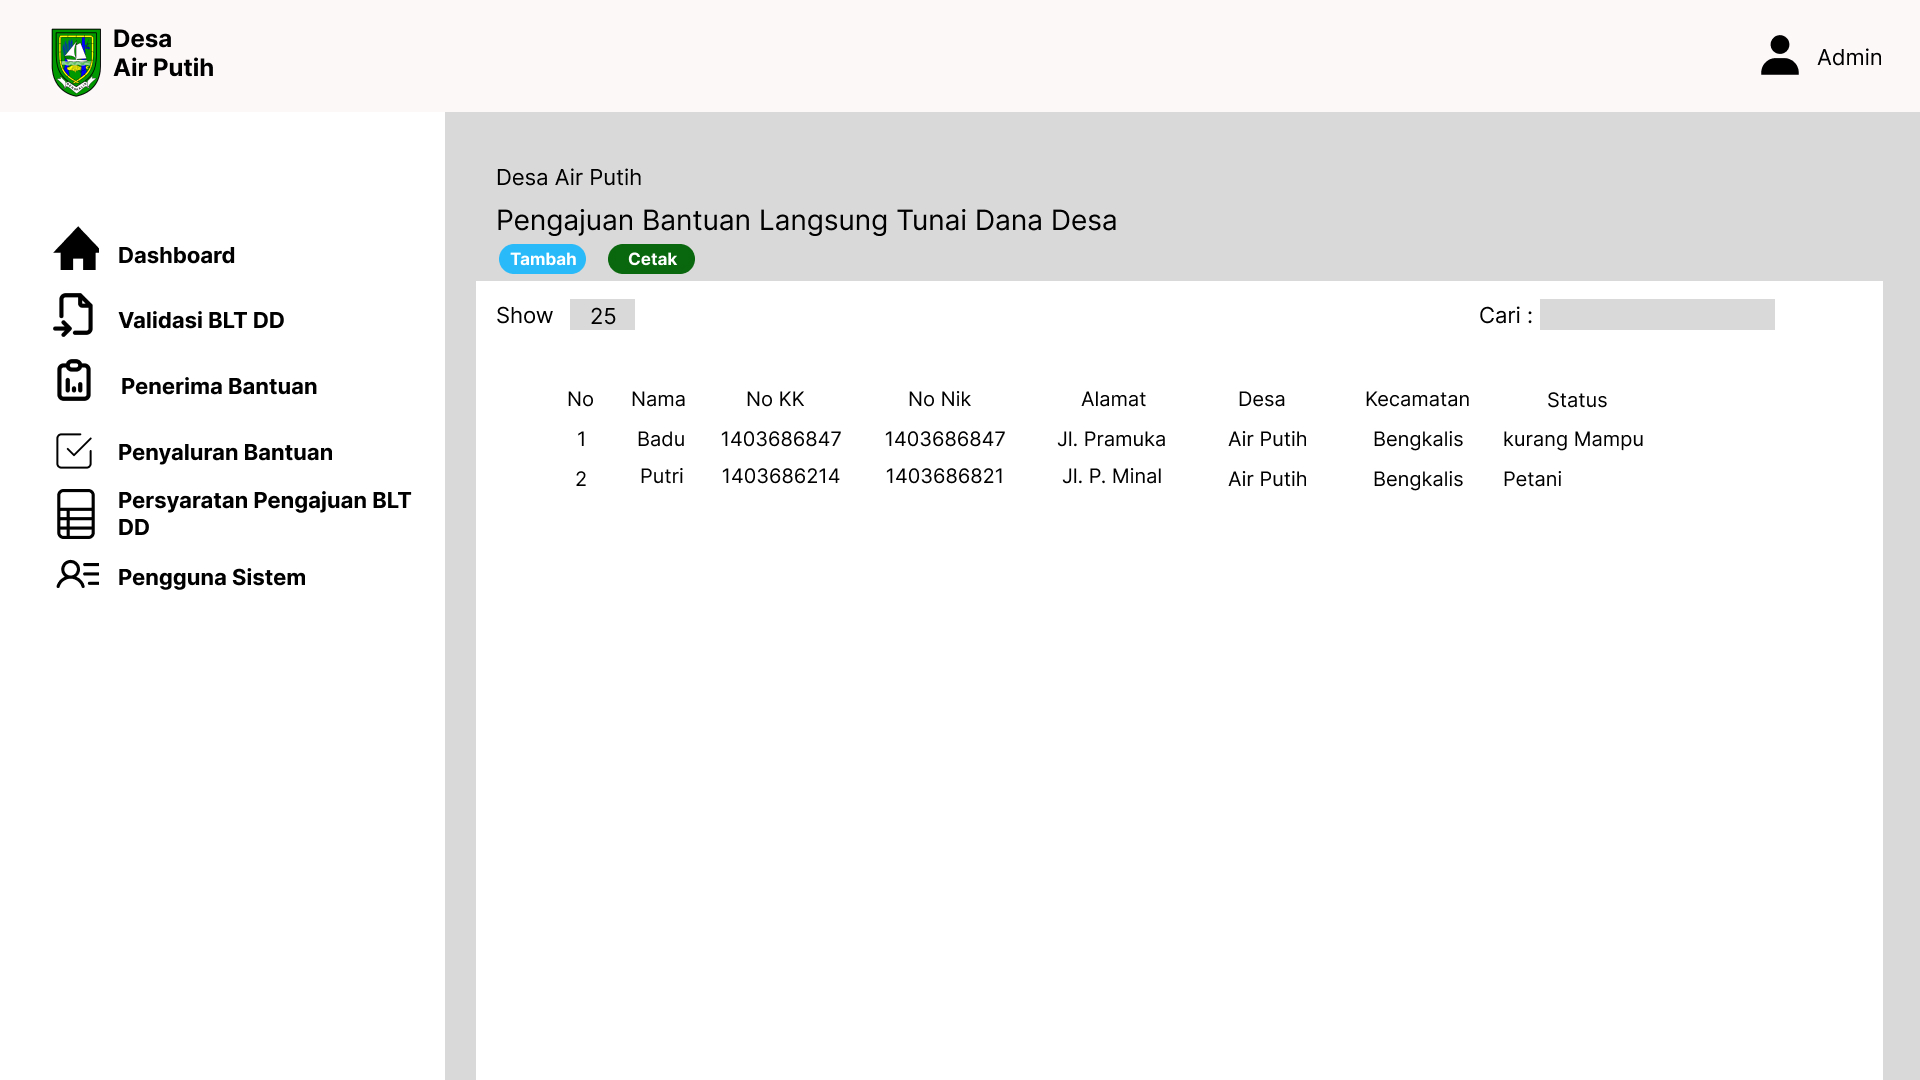 Desa
Air Putih
Admin
Dashboard
Validasi BLT DD
Penerima Bantuan
Penyaluran Bantuan
Persyaratan Pengajuan BLT
DD
Pengguna Sistem
Desa Air Putih
Pengajuan Bantuan Langsung Tunai Dana Desa
Tambah Cetak
Show 25 Cari :
No Nama No KK No Nik Alamat Desa Kecamatan Status
1 Badu 1403686847 1403686847 Jl. Pramuka Air Putih Bengkalis kurang Mampu
2 Putri 1403686214 1403686821 Jl. P. Minal Air Putih Bengkalis Petani